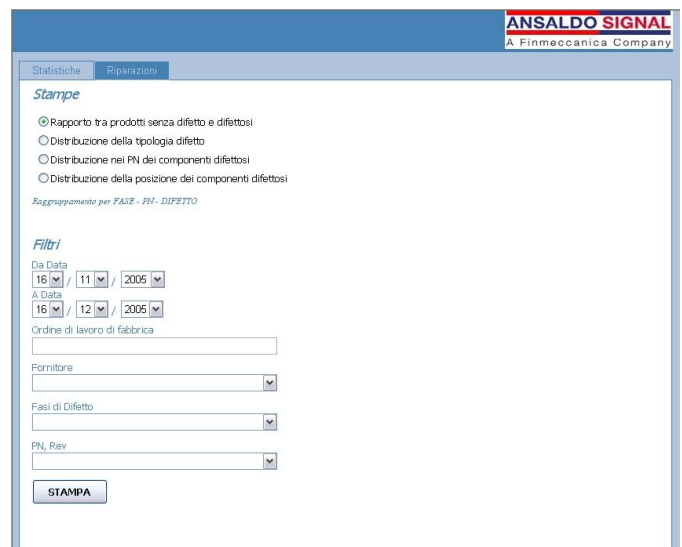 ANSALDO SIGNAL
A Finmeccanica Company
Statistiche Riparazioni
Stampe
Rapporto tra prodotti senza difetto e difettosi
Distribuzione della tipologia difetto
Distribuzione nei PN dei componenti difettosi
Distribuzione della posizione dei componenti difettosi
Raggruppamento per FASE - PN - DIFETTO
Filtri
Da Data
16 / 11 / 2005
A Data
16 / 12 / 2005
Ordine di lavoro di fabbrica
Fornitore
Fasi di Difetto
PN, Rev
STAMPA